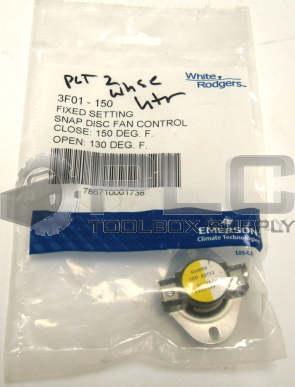 PLT 2
whse
htr
White
Rodgers
3F01 - 150
FIXED SETTING
SNAP DISC FAN CONTROL
CLOSE: 150 DEG. F.
OPEN: 130 DEG. F.
786710001738
PLC
TOOLBOX SUPPLY
EMERSON
Climate Technologies